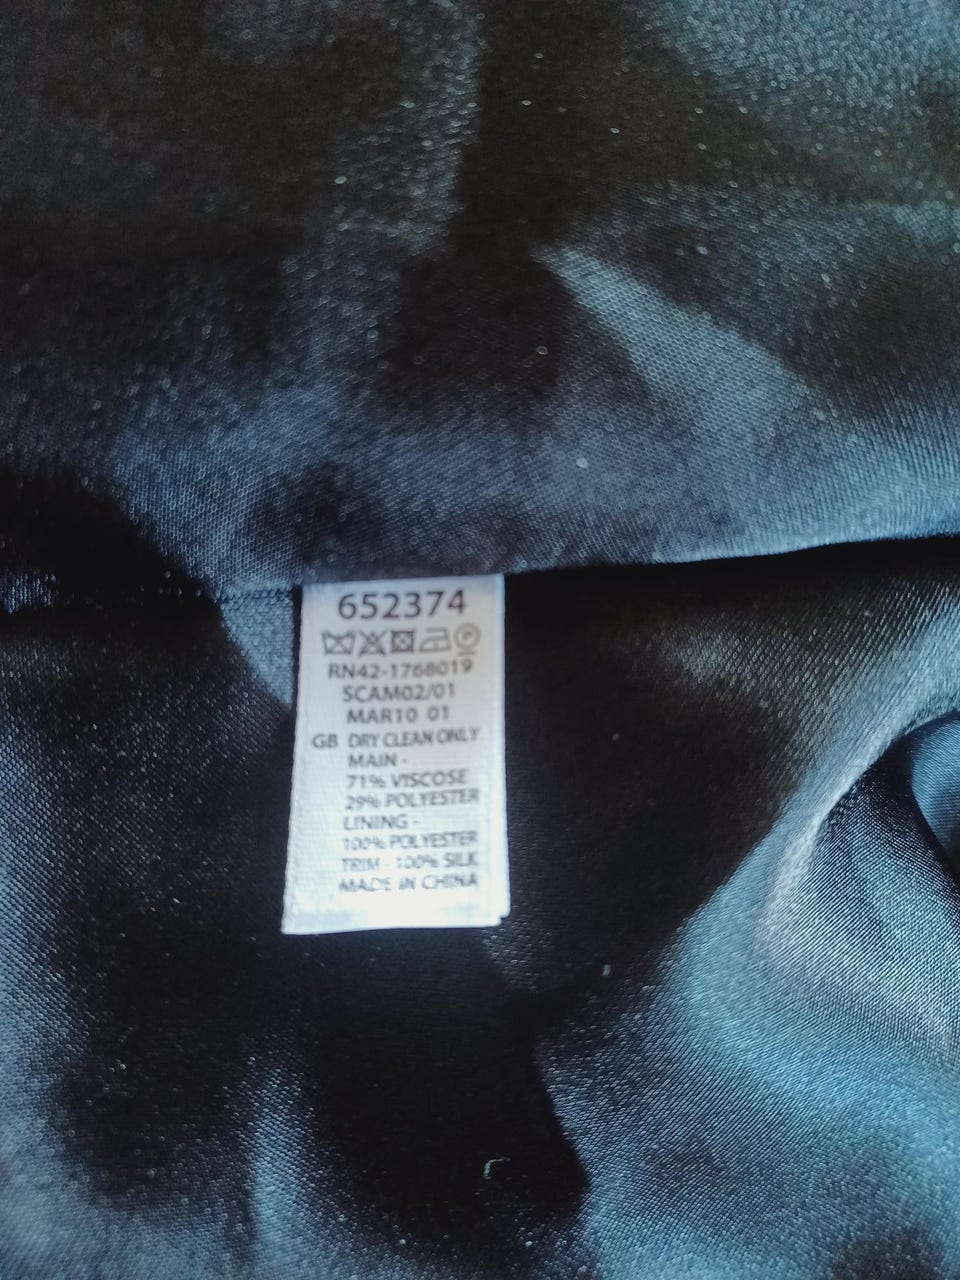 652374
P
RN42-1768019
SCAM02/01
MAR10 01
GB DRY CLEAN ONLY
MAIN -
71% VISCOSE
29% POLYESTER
LINING -
100% POLYESTER
TRIM - 100% SILK
MADE IN CHINA